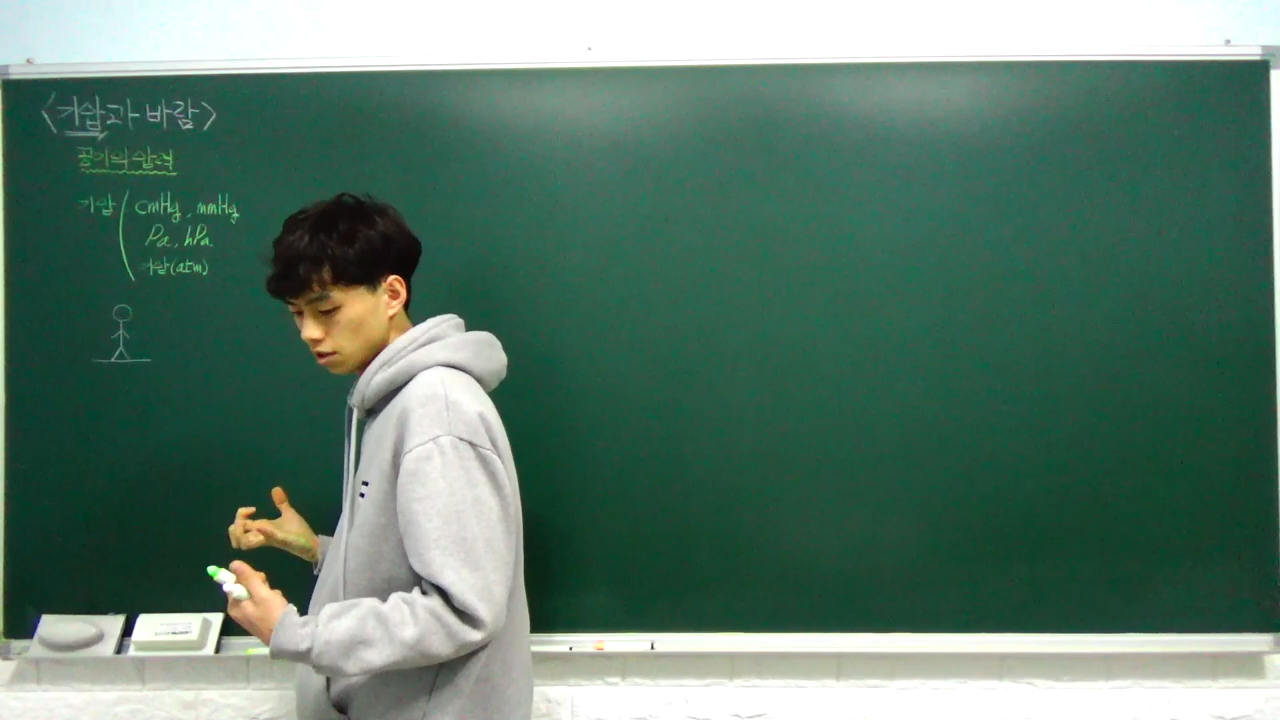 <기압과 바람>
공기의 압력
기압 cmHg, mmHg
Pa, hPa
기압(atm)